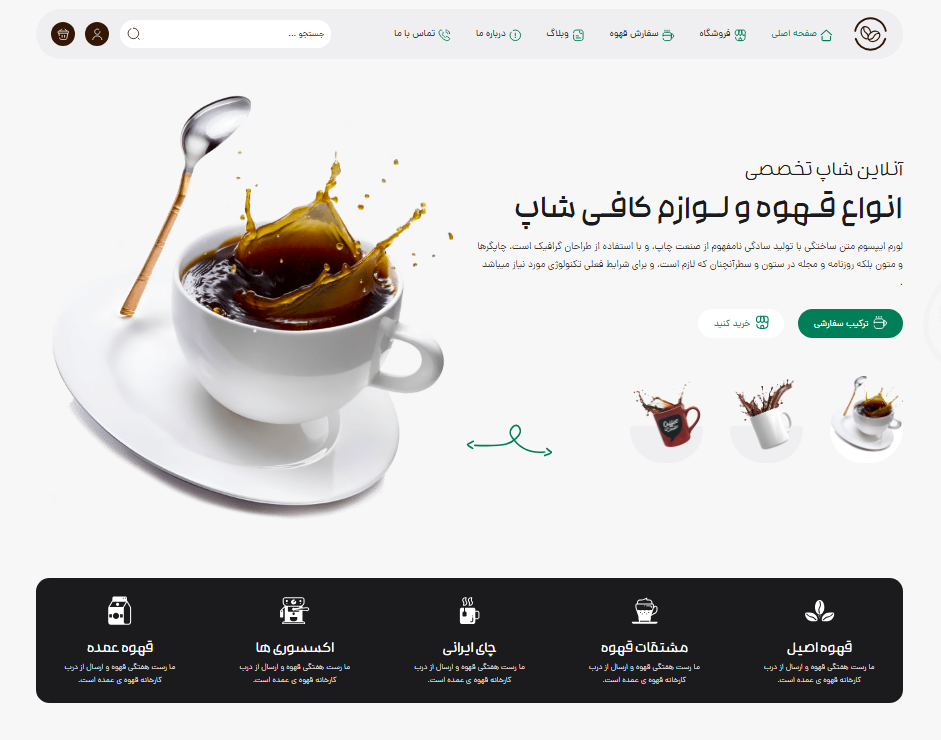 صفحه اصلی
فروشگاه
سفارش قهوه
وبلاگ
درباره ما
تماس با ما
جستجو ...
آنلاین شاپ تخصصی
انواع قهوه و لوازم کافی شاپ
لورم ایپسوم متن ساختگی با تولید سادگی نامفهوم از صنعت چاپ، و با استفاده از طراحان گرافیک است، چاپگرها
و متون بلکه روزنامه و مجله در ستون و سطرآنچنان که لازم است، و برای شرایط فعلی تکنولوژی مورد نیاز میباشد
.
ترکیب سفارشی
خرید کنید
قهوه اصیل
ما رست هفتگی قهوه و ارسال از درب
کارخانه قهوه ی عمده است.
مشتقات قهوه
ما رست هفتگی قهوه و ارسال از درب
کارخانه قهوه ی عمده است.
چای ایرانی
ما رست هفتگی قهوه و ارسال از درب
کارخانه قهوه ی عمده است.
اکسسوری ها
ما رست هفتگی قهوه و ارسال از درب
کارخانه قهوه ی عمده است.
قهوه عمده
ما رست هفتگی قهوه و ارسال از درب
کارخانه قهوه ی عمده است.